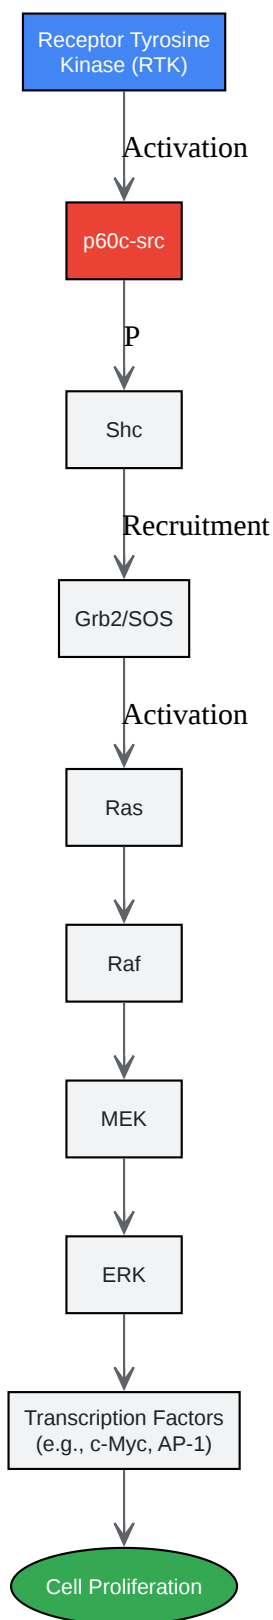 Receptor Tyrosine
Kinase (RTK)
Activation
p60c-src
P
Shc
Recruitment
Grb2/SOS
Activation
Ras
Raf
MEK
ERK
Transcription Factors
(e.g., c-Myc, AP-1)
Cell Proliferation